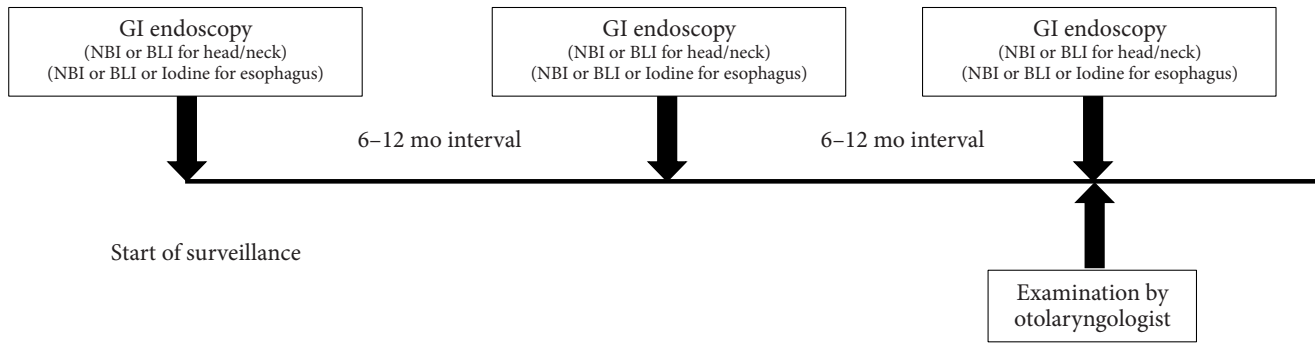 GI endoscopy
(NBI or BLI for head/neck)
(NBI or BLI or Iodine for esophagus)
GI endoscopy
(NBI or BLI for head/neck)
(NBI or BLI or Iodine for esophagus)
GI endoscopy
(NBI or BLI for head/neck)
(NBI or BLI or Iodine for esophagus)
6–12 mo interval
6–12 mo interval
Start of surveillance
Examination by
otolaryngologist